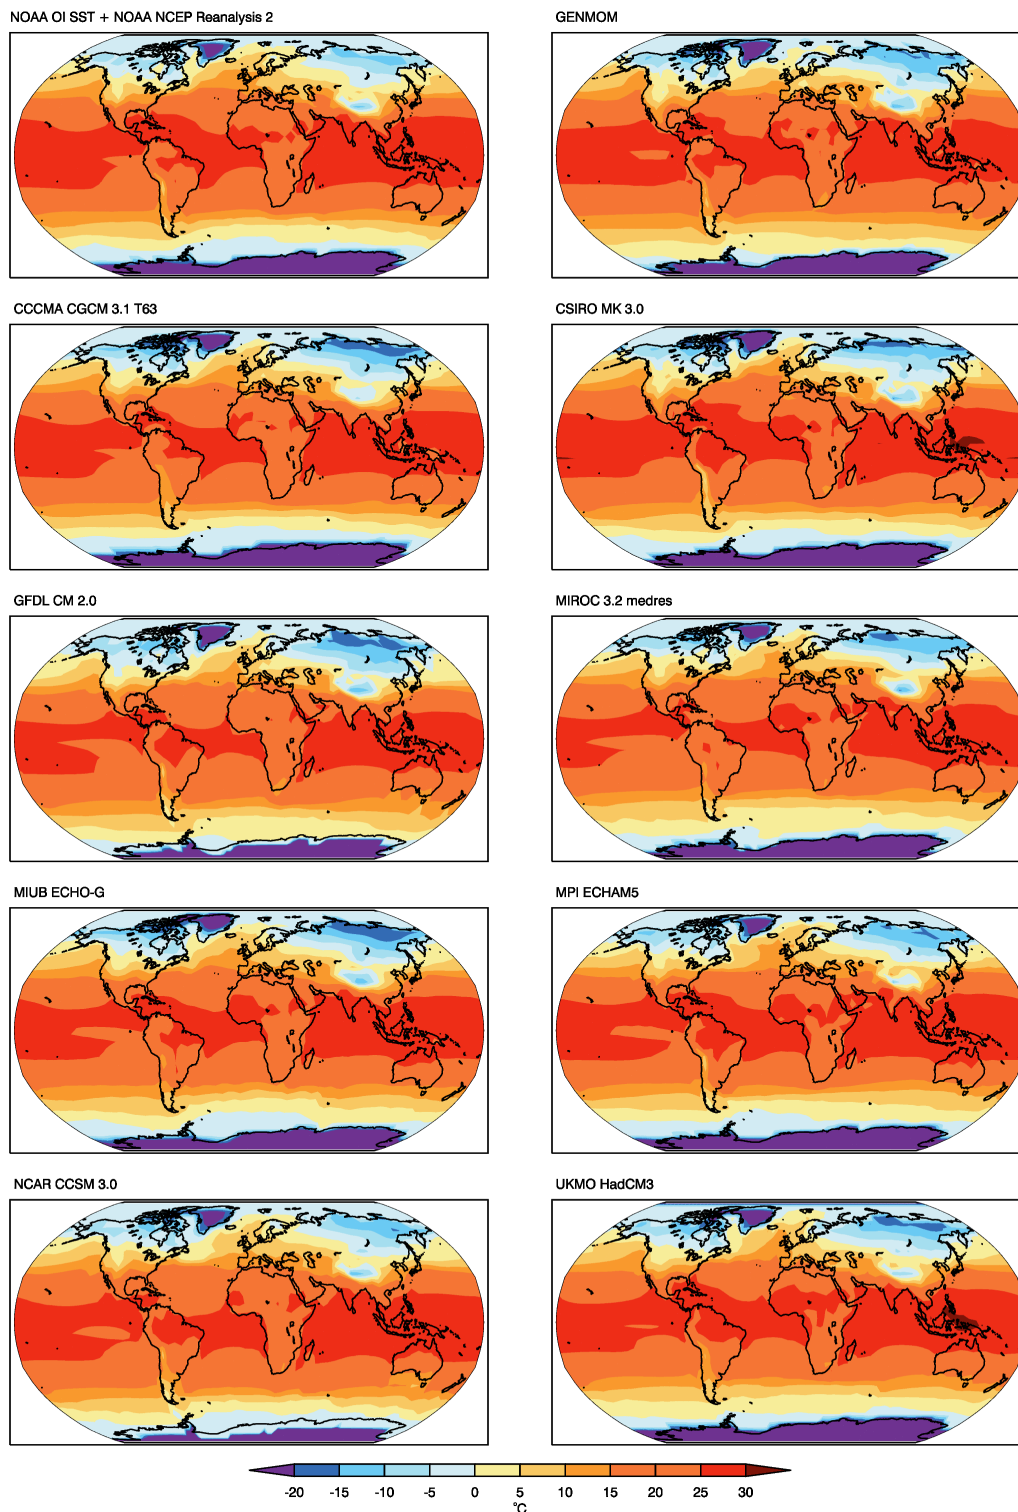 NOAA OI SST + NOAA NCEP Reanalysis 2
GENMOM
CCCMA CGCM 3.1 T63
CSIRO MK 3.0
GFDL CM 2.0
MIROC 3.2 medres
MIUB ECHO-G
MPI ECHAM5
NCAR CCSM 3.0
UKMO HadCM3
-20 -15 -10 -5 0 5 10 15 20 25 30
°C